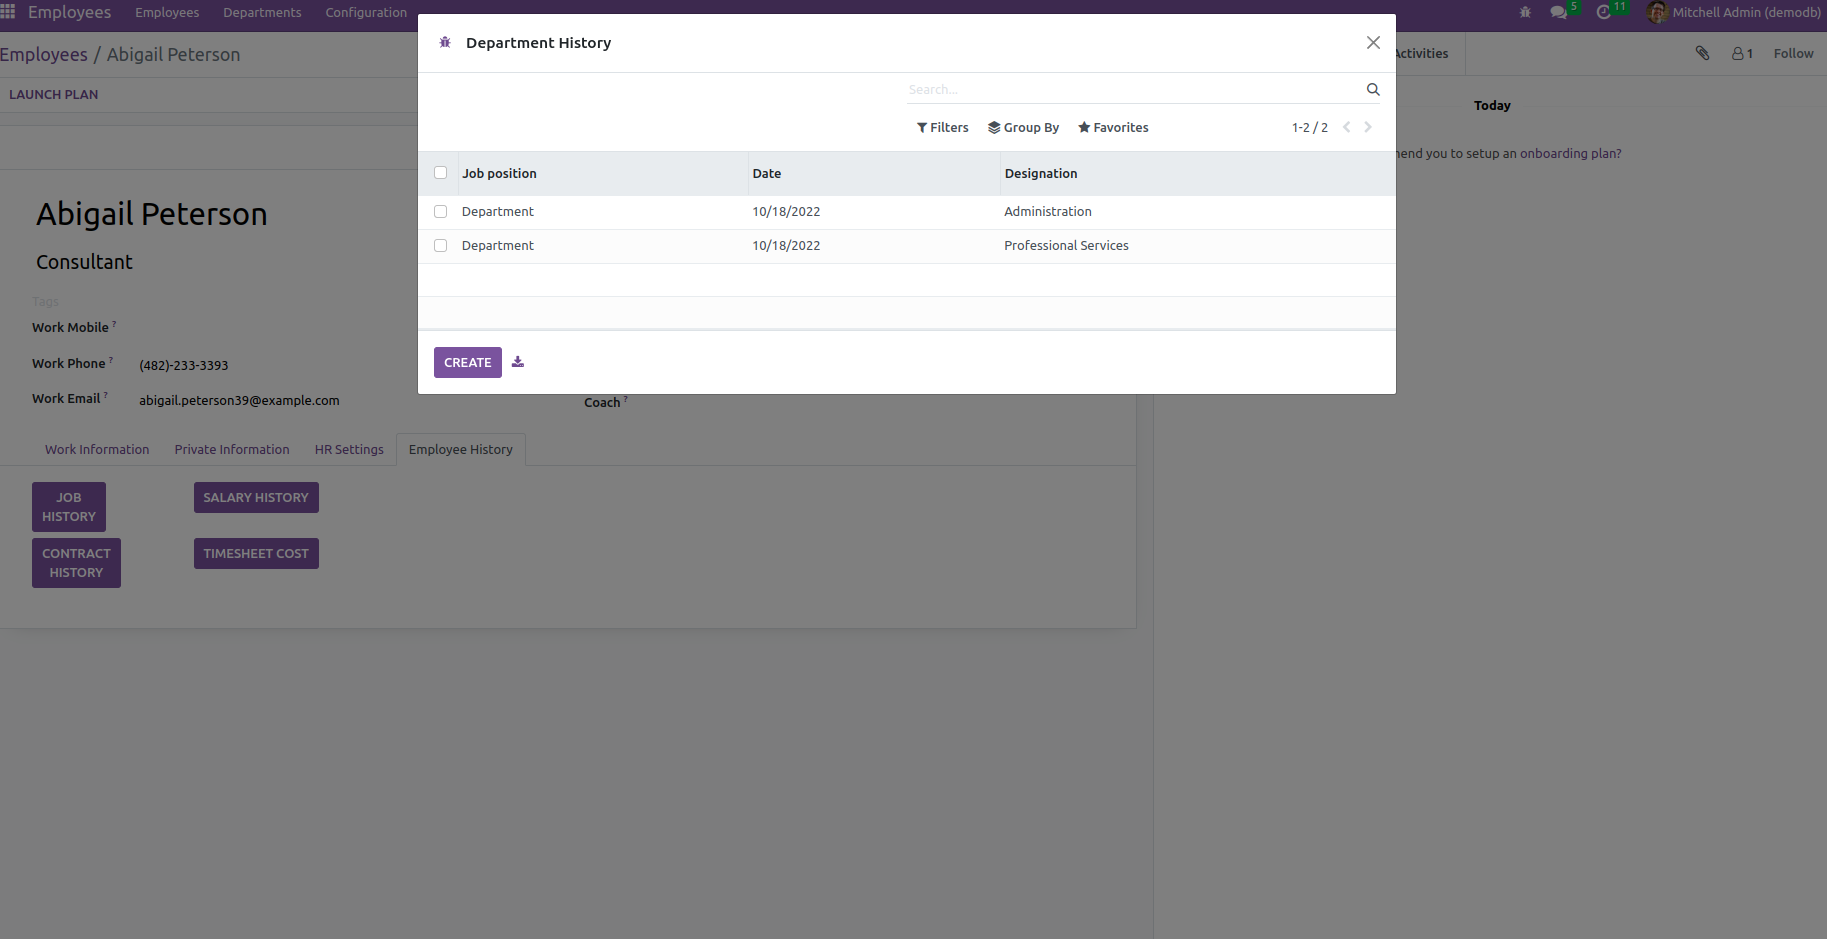 Employees Employees Departments Configuration 5 11 Mitchell Admin (demodb)
Employees / Abigail Peterson
Activities 1 Follow
LAUNCH PLAN
Department History
Search...
Filters Group By Favorites 1-2 / 2
Job position Date Designation
Department 10/18/2022 Administration
Department 10/18/2022 Professional Services
CREATE
Today
end you to setup an onboarding plan?
Abigail Peterson
Consultant
Tags
Work Mobile ?
Work Phone ? (482)-233-3393
Work Email ? abigail.peterson39@example.com
Coach ?
Work Information Private Information HR Settings Employee History
JOB
HISTORY
SALARY HISTORY
CONTRACT
HISTORY
TIMESHEET COST